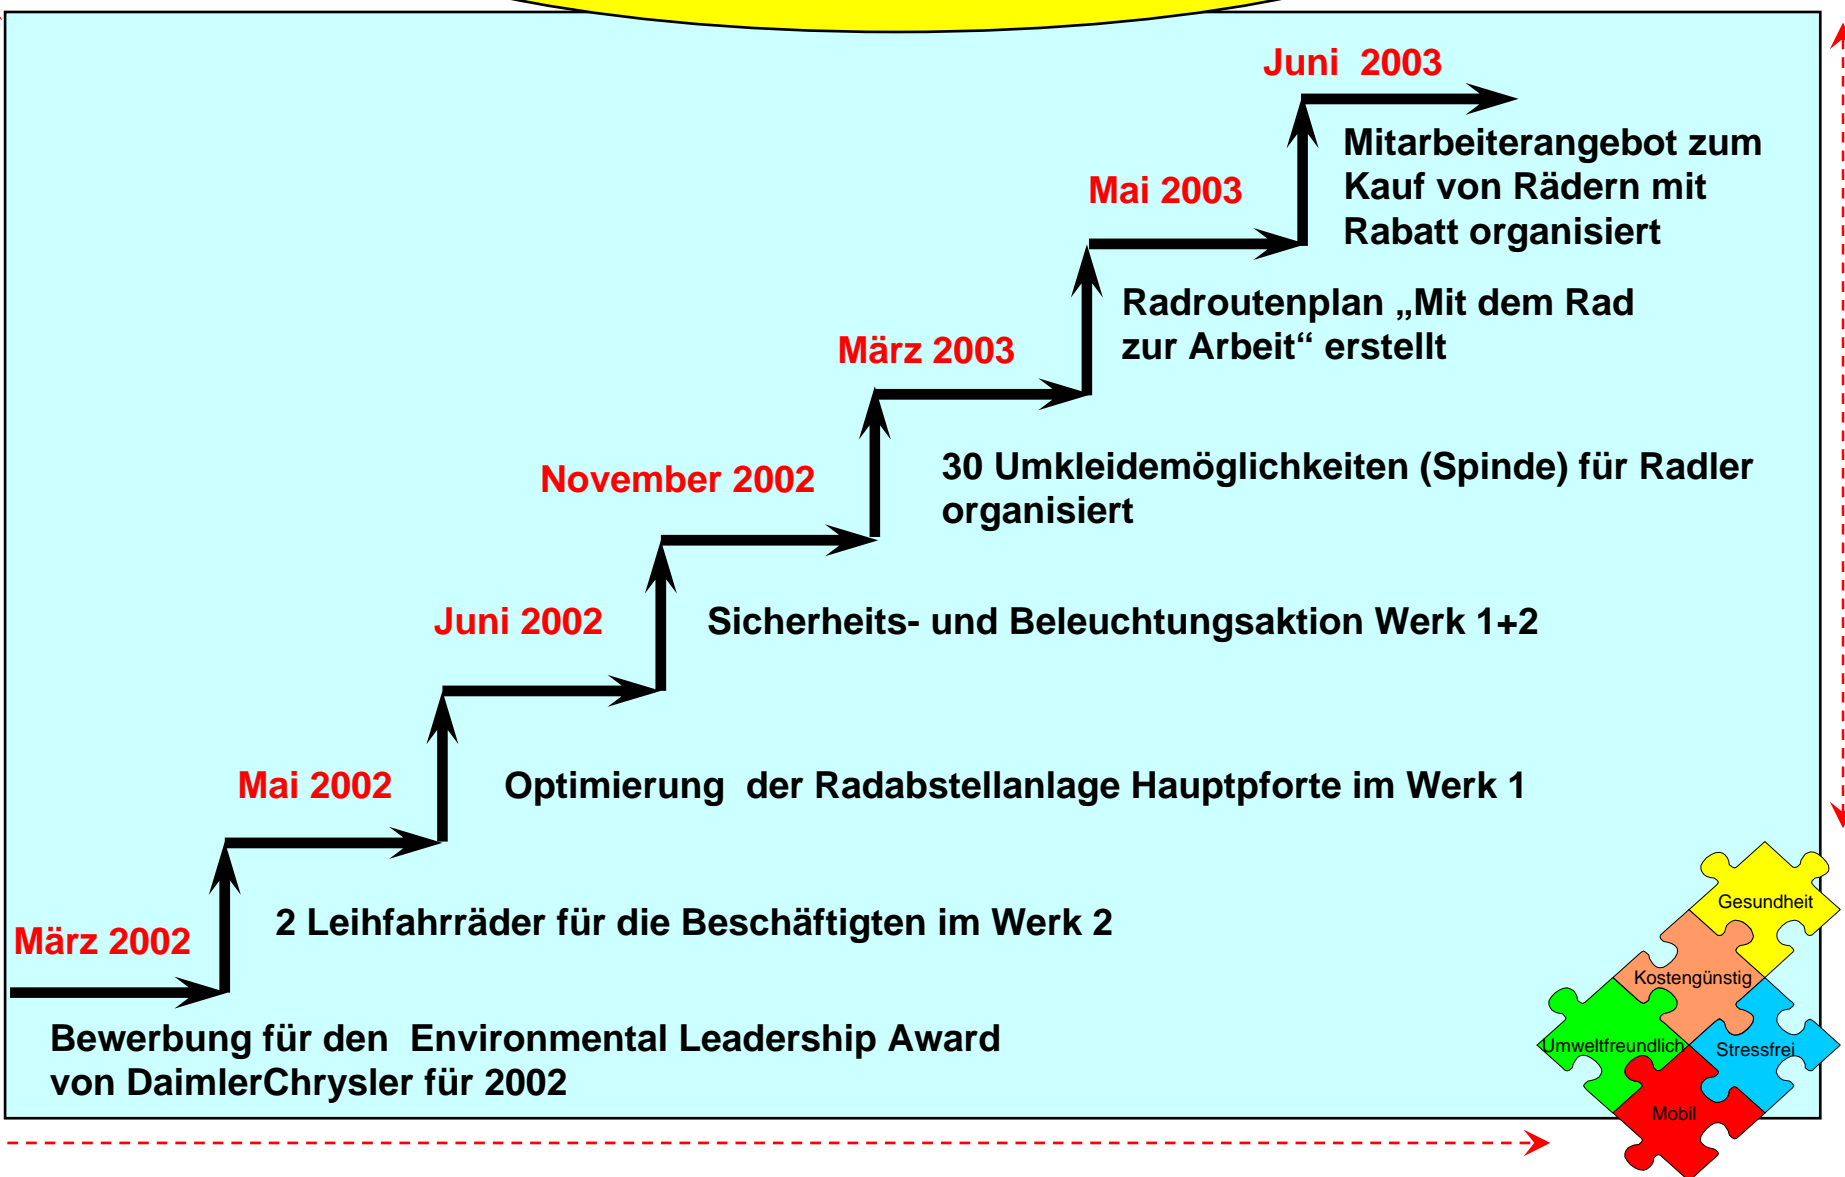 Juni 2003
Mitarbeiterangebot zum
Kauf von Rädern mit
Rabatt organisiert
Mai 2003
Radroutenplan „Mit dem Rad
zur Arbeit“ erstellt
März 2003
30 Umkleidemöglichkeiten (Spinde) für Radler
organisiert
November 2002
Sicherheits- und Beleuchtungsaktion Werk 1+2
Juni 2002
Optimierung der Radabstellanlage Hauptpforte im Werk 1
Mai 2002
2 Leihfahrräder für die Beschäftigten im Werk 2
März 2002
Bewerbung für den Environmental Leadership Award
von DaimlerChrysler für 2002
Gesundheit
Kostengünstig
Umweltfreundlich
Stressfrei
Mobil